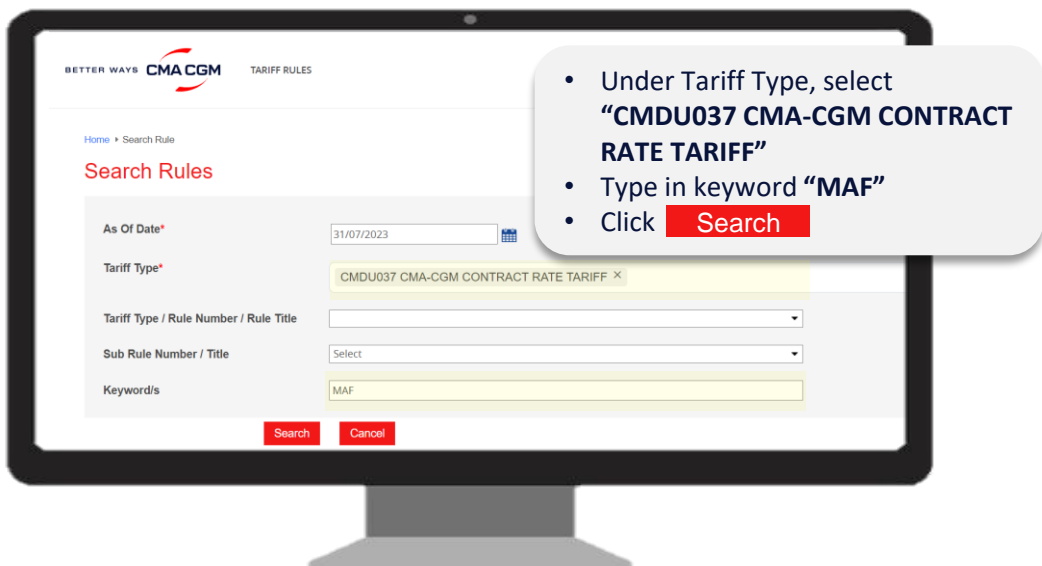 BETTER WAYS CMA CGM TARIFF RULES
Home ▸ Search Rule
Search Rules
As Of Date*
31/07/2023
Tariff Type*
CMDU037 CMA-CGM CONTRACT RATE TARIFF ×
Tariff Type / Rule Number / Rule Title
Sub Rule Number / Title
Select
Keyword/s
MAF
Search Cancel
• Under Tariff Type, select
“CMDU037 CMA-CGM CONTRACT
RATE TARIFF”
• Type in keyword “MAF”
• Click Search